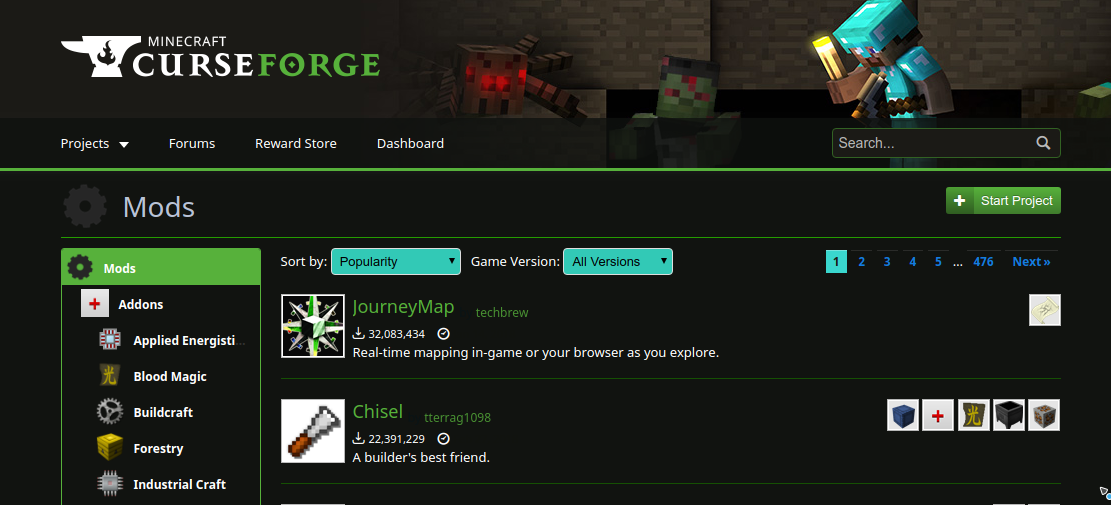 MINECRAFT
CURSEFORGE
Projects Forums Reward Store Dashboard
Search...
Mods
Start Project
Mods
Addons
Applied Energisti...
Blood Magic
Buildcraft
Forestry
Industrial Craft
Sort by: Popularity Game Version: All Versions
1 2 3 4 5 ... 476 Next »
JourneyMap techbrew
32,083,434
Real-time mapping in-game or your browser as you explore.
Chisel tterrag1098
22,391,229
A builder's best friend.